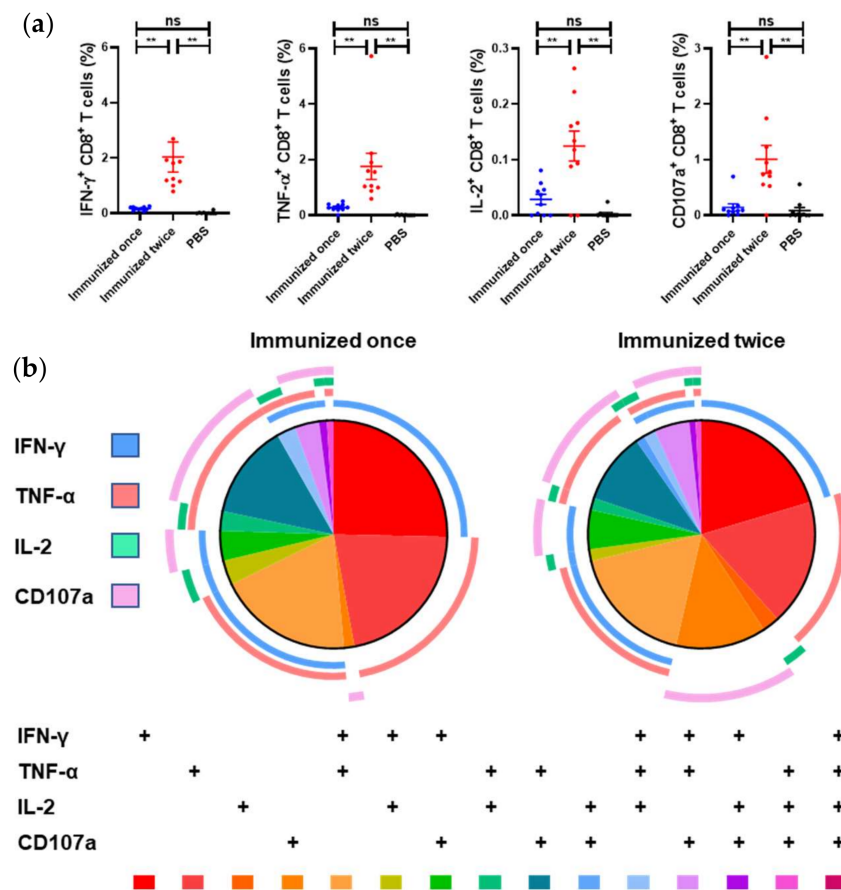 (a)
ns
** **
IFN-γ+ CD8+ T cells (%)
6
4
2
0
Immunized once
Immunized twice
PBS
ns
** **
TNF-α+ CD8+ T cells (%)
6
4
2
0
Immunized once
Immunized twice
PBS
ns
** **
IL-2+ CD8+ T cells (%)
0.3
0.2
0.1
0.0
Immunized once
Immunized twice
PBS
ns
** **
CD107a+ CD8+ T cells (%)
3
2
1
0
Immunized once
Immunized twice
PBS
(b)
Immunized once
Immunized twice
IFN-γ
TNF-α
IL-2
CD107a
IFN-γ + + + + + + + +
TNF-α + + + + + + + +
IL-2 + + + + + + + +
CD107a + + + + + + + +